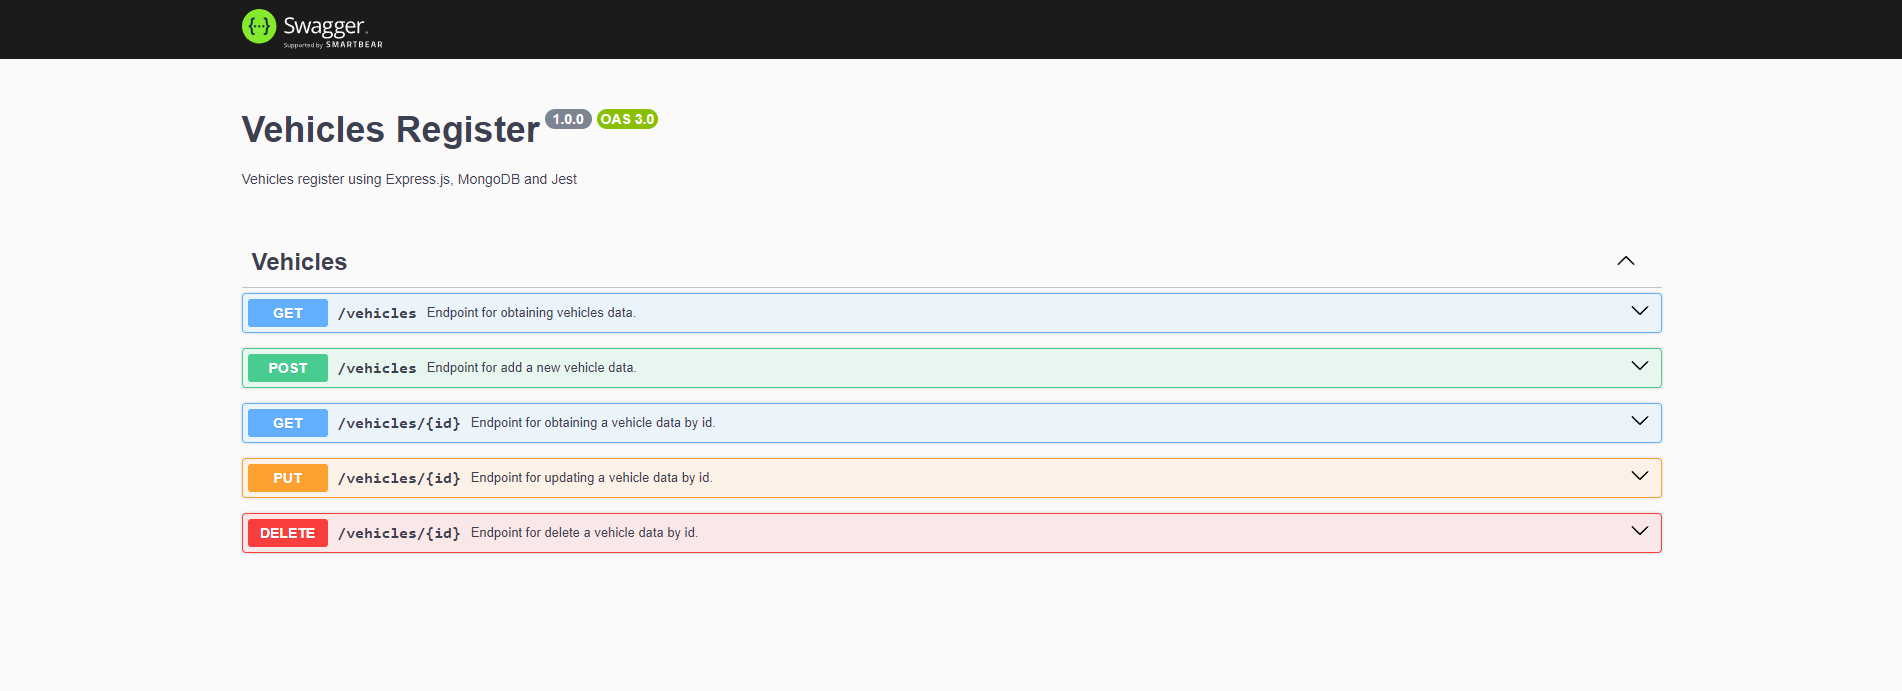 {···} Swagger
Supported by SMARTBEAR
Vehicles Register 1.0.0 OAS 3.0
Vehicles register using Express.js, MongoDB and Jest
Vehicles
GET /vehicles Endpoint for obtaining vehicles data.
POST /vehicles Endpoint for add a new vehicle data.
GET /vehicles/{id} Endpoint for obtaining a vehicle data by id.
PUT /vehicles/{id} Endpoint for updating a vehicle data by id.
DELETE /vehicles/{id} Endpoint for delete a vehicle data by id.